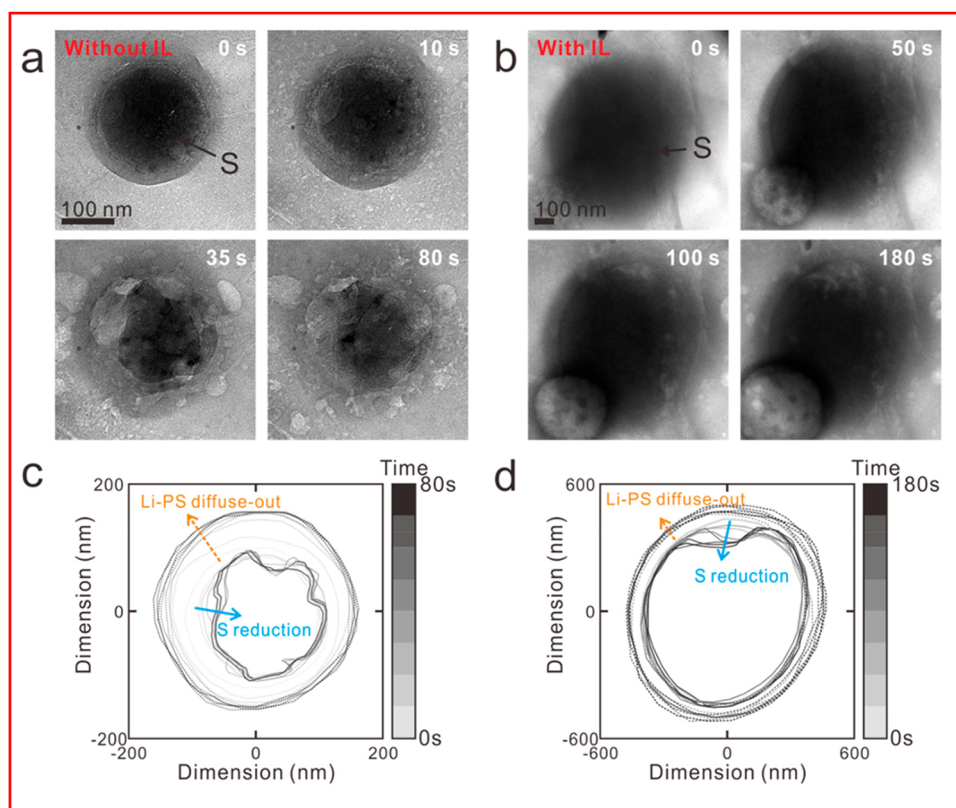 a
Without IL
0 s
10 s
S
100 nm
35 s
80 s
b
With IL
0 s
50 s
S
100 nm
100 s
180 s
c
Time
200
80s
Li-PS diffuse-out
Dimension (nm)
0
S reduction
-200
0s
-200
0
200
Dimension (nm)
d
Time
600
180s
Li-PS diffuse-out
S reduction
Dimension (nm)
0
-600
0s
-600
0
600
Dimension (nm)